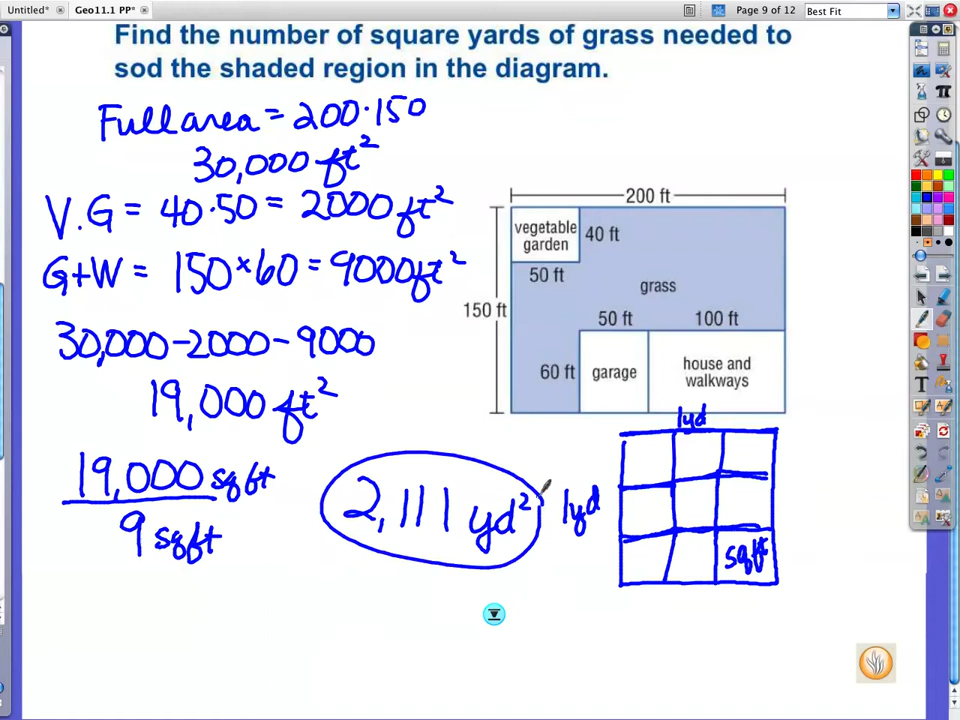 Untitled*
Geo11.1 PP*
Page 9 of 12
Best Fit
Find the number of square yards of grass needed to
sod the shaded region in the diagram.
Full area = 200·150
30,000 ft²
V.G = 40·50 = 2000 ft²
G+W = 150×60 = 9000ft²
30,000 - 2000 - 9000
19,000 ft²
19,000 sq ft
9 sq ft
2,111 yd²
200 ft
vegetable
garden
40 ft
50 ft
grass
150 ft
50 ft
100 ft
60 ft
garage
house and
walkways
1yd
1yd
sq ft